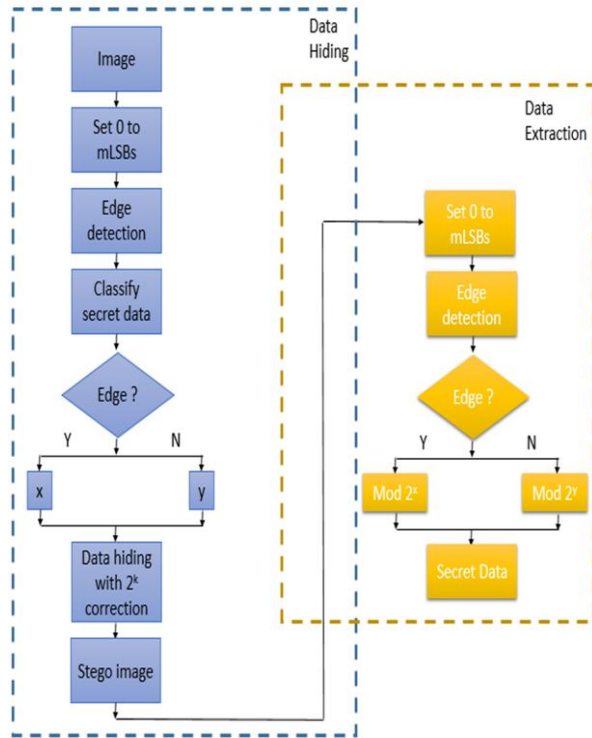 Data
Hiding
Image
Set 0 to
mLSBs
Edge
detection
Classify
secret data
Edge ?
Y
N
x
y
Data hiding
with 2ᵏ
correction
Stego image
Data
Extraction
Set 0 to
mLSBs
Edge
detection
Edge ?
Y
N
Mod 2ˣ
Mod 2ʸ
Secret Data